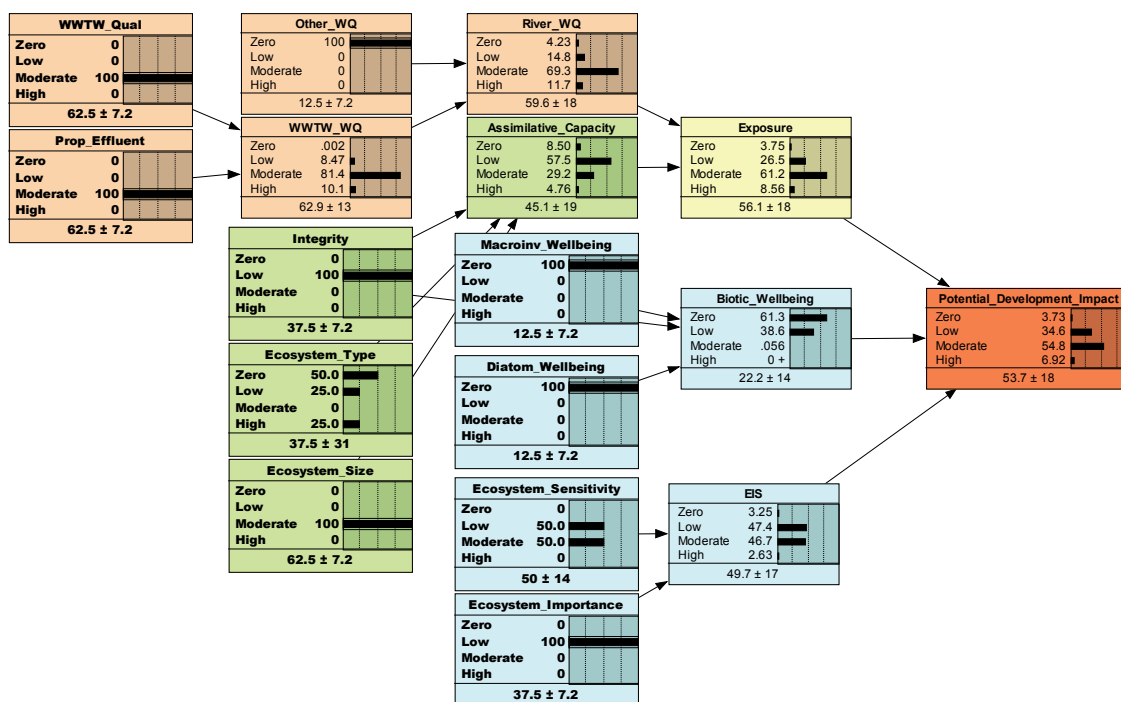 WWTW_Qual
Zero 0
Low 0
Moderate 100
High 0
62.5 ± 7.2
Prop_Effluent
Zero 0
Low 0
Moderate 100
High 0
62.5 ± 7.2
Other_WQ
Zero 100
Low 0
Moderate 0
High 0
12.5 ± 7.2
WWTW_WQ
Zero .002
Low 8.47
Moderate 81.4
High 10.1
62.9 ± 13
River_WQ
Zero 4.23
Low 14.8
Moderate 69.3
High 11.7
59.6 ± 18
Assimilative_Capacity
Zero 8.50
Low 57.5
Moderate 29.2
High 4.76
45.1 ± 19
Exposure
Zero 3.75
Low 26.5
Moderate 61.2
High 8.56
56.1 ± 18
Integrity
Zero 0
Low 100
Moderate 0
High 0
37.5 ± 7.2
Ecosystem_Type
Zero 50.0
Low 25.0
Moderate 0
High 25.0
37.5 ± 31
Ecosystem_Size
Zero 0
Low 0
Moderate 100
High 0
62.5 ± 7.2
Macroinv_Wellbeing
Zero 100
Low 0
Moderate 0
High 0
12.5 ± 7.2
Diatom_Wellbeing
Zero 100
Low 0
Moderate 0
High 0
12.5 ± 7.2
Biotic_Wellbeing
Zero 61.3
Low 38.6
Moderate .056
High 0 +
22.2 ± 14
Potential_Development_Impact
Zero 3.73
Low 34.6
Moderate 54.8
High 6.92
53.7 ± 18
Ecosystem_Sensitivity
Zero 0
Low 50.0
Moderate 50.0
High 0
50 ± 14
EIS
Zero 3.25
Low 47.4
Moderate 46.7
High 2.63
49.7 ± 17
Ecosystem_Importance
Zero 0
Low 100
Moderate 0
High 0
37.5 ± 7.2